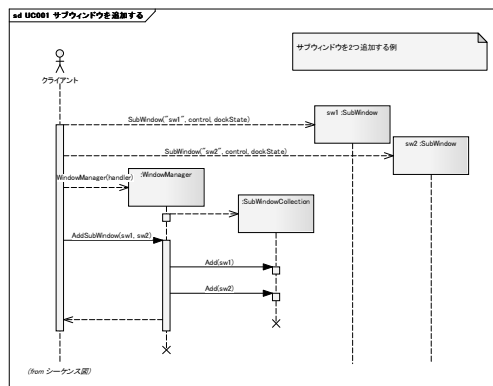 sd UC001 サブウィンドウを追加する
サブウィンドウを2つ追加する例
クライアント
SubWindow("sw1", control, dockState)
sw1 :SubWindow
SubWindow("sw2", control, dockState)
sw2 :SubWindow
WindowManager(handler)
:WindowManager
:SubWindowCollection
AddSubWindow(sw1, sw2)
Add(sw1)
Add(sw2)
(from シーケンス図)